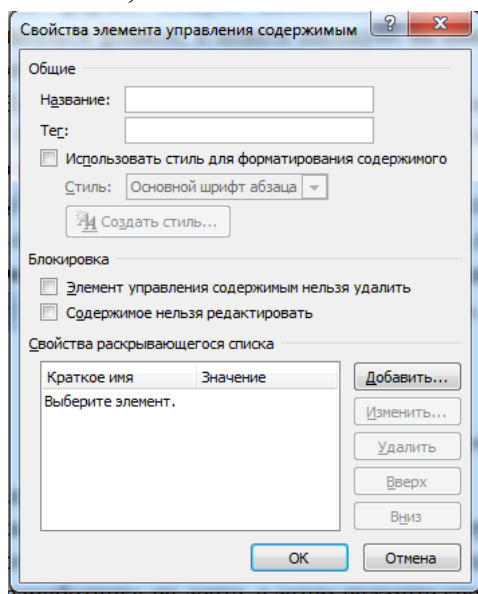 Свойства элемента управления содержимым
Общие
Название:
Тег:
Использовать стиль для форматирования содержимого
Стиль: Основной шрифт абзаца
Создать стиль...
Блокировка
Элемент управления содержимым нельзя удалить
Содержимое нельзя редактировать
Свойства раскрывающегося списка
Краткое имя Значение
Выберите элемент.
Добавить...
Изменить...
Удалить
Вверх
Вниз
ОК Отмена